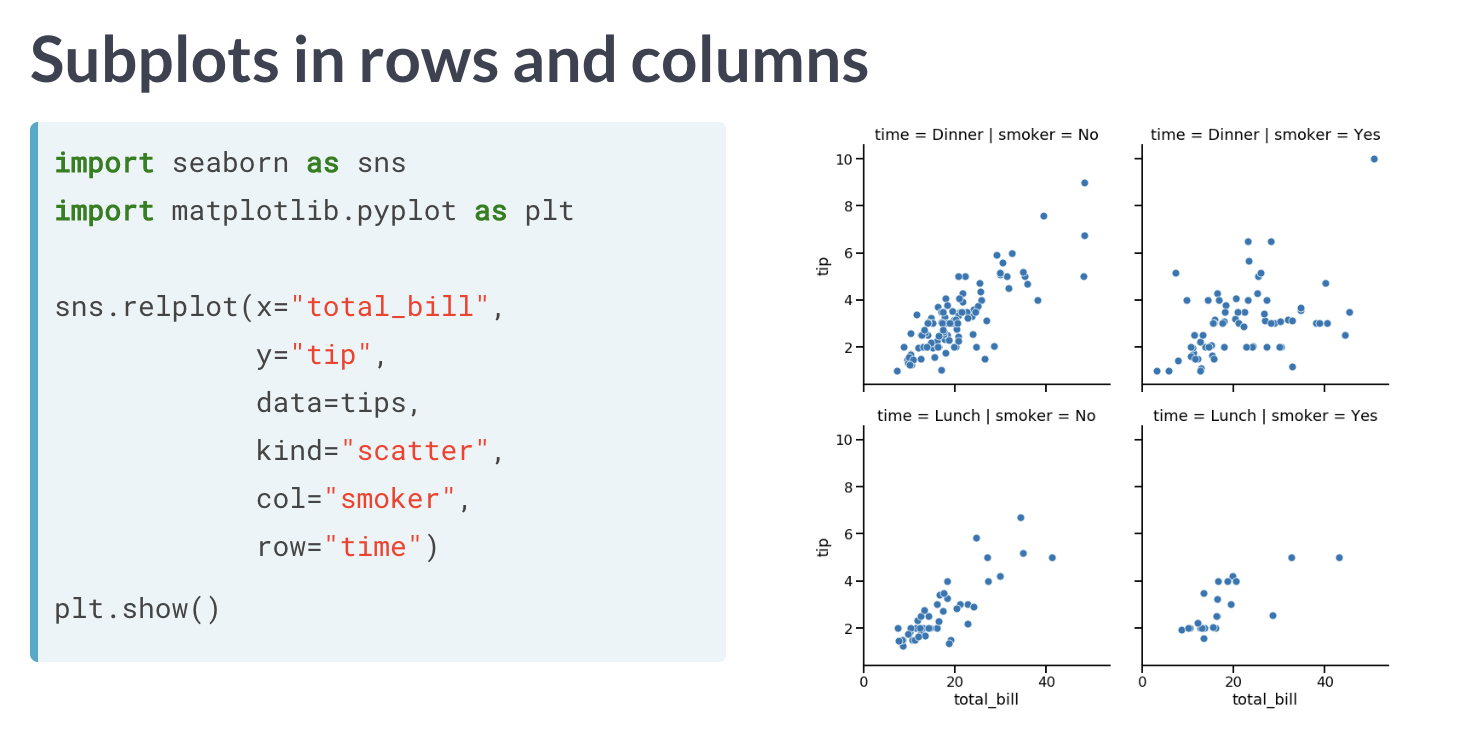 Subplots in rows and columns
import seaborn as sns
import matplotlib.pyplot as plt
sns.relplot(x="total_bill",
y="tip",
data=tips,
kind="scatter",
col="smoker",
row="time")
plt.show()
time = Dinner | smoker = No
10
8
6
4
2
tip
time = Dinner | smoker = Yes
time = Lunch | smoker = No
10
8
6
4
2
tip
0 20 40
total_bill
time = Lunch | smoker = Yes
0 20 40
total_bill